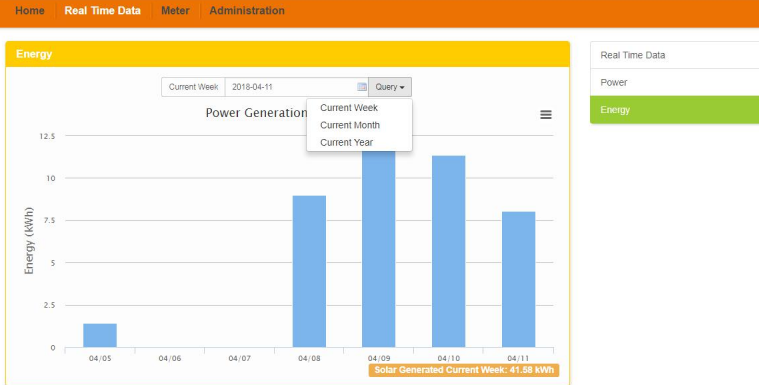 Home Real Time Data Meter Administration
Energy
Current Week 2018-04-11 Query
Power Generation
Current Week
Current Month
Current Year
12.5
10
7.5
5
2.5
0
Energy (kWh)
04/05 04/06 04/07 04/08 04/09 04/10 04/11
Solar Generated Current Week: 41.58 kWh
Real Time Data
Power
Energy